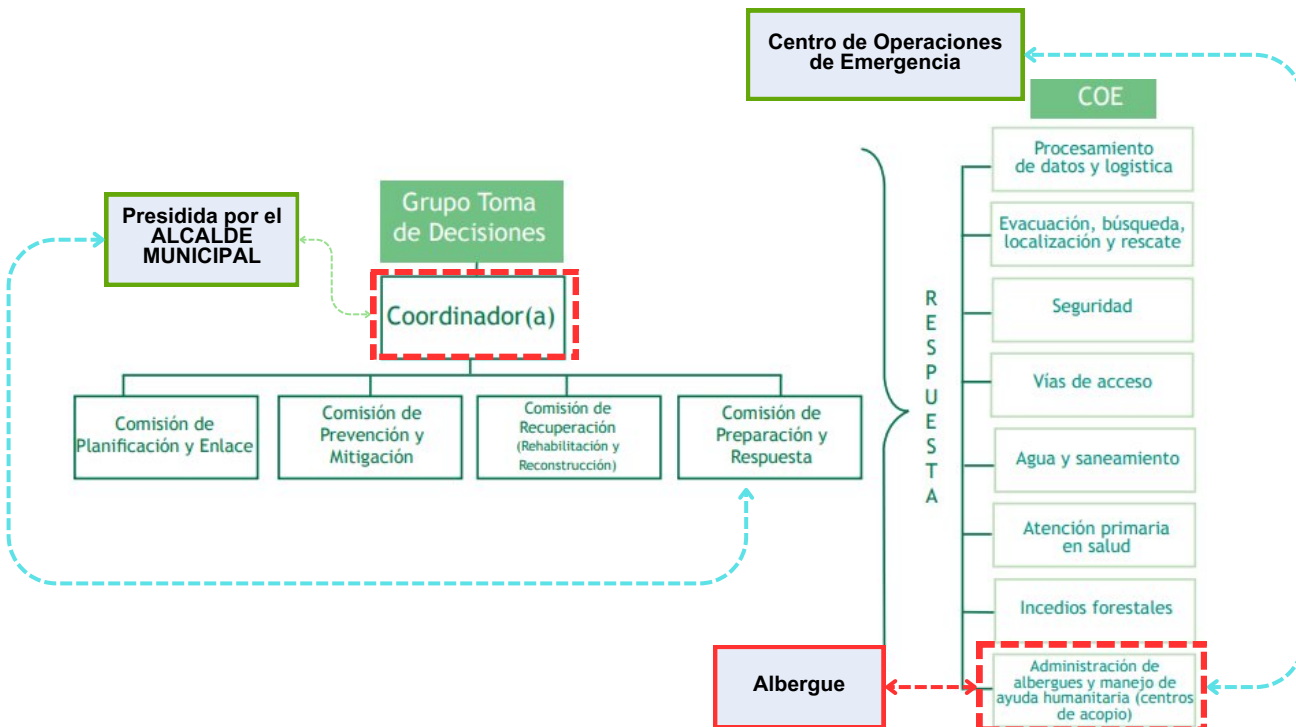 Centro de Operaciones
de Emergencia
COE
Procesamiento
de datos y logistica
Evacuación, búsqueda,
localización y rescate
Seguridad
Vías de acceso
Agua y saneamiento
Atención primaria
en salud
Incedios forestales
Administración de
albergues y manejo de
ayuda humanitaria (centros
de acopio)
R
E
S
P
U
E
S
T
A
Presidida por el
ALCALDE
MUNICIPAL
Grupo Toma
de Decisiones
Coordinador(a)
Comisión de
Planificación y Enlace
Comisión de
Prevención y
Mitigación
Comisión de
Recuperación
(Rehabilitación y
Reconstrucción)
Comisión de
Preparación y
Respuesta
Albergue